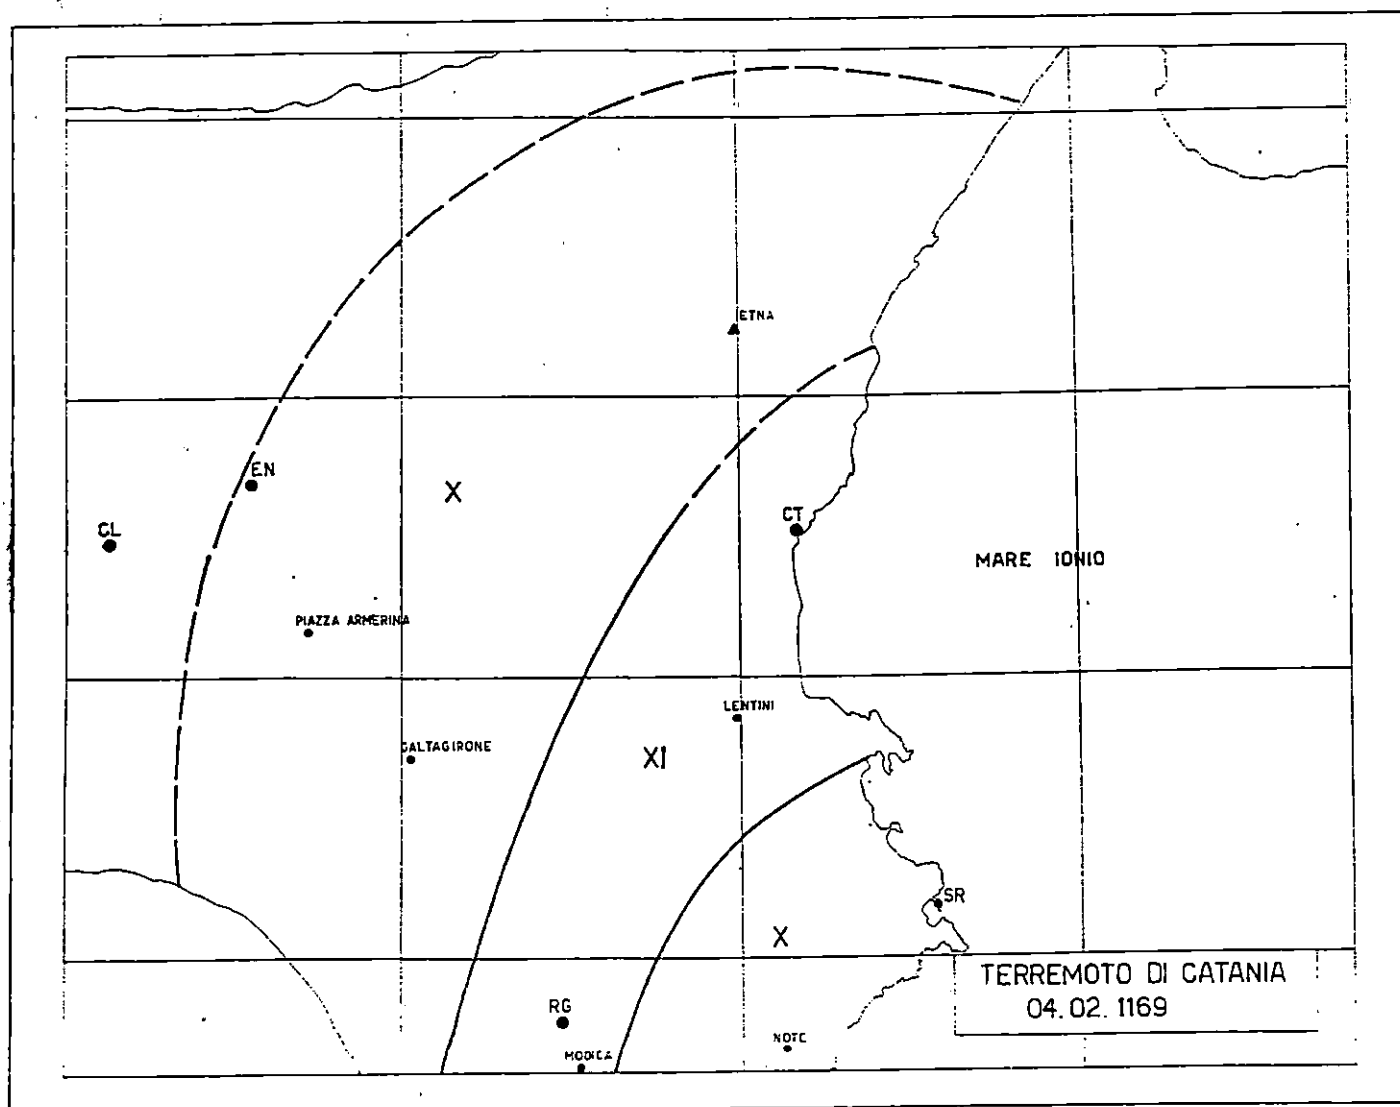 ETNA
EN
X
CL
CT
MARE IONIO
PIAZZA ARMERINA
LENTINI
CALTAGIRONE
XI
SR
X
TERREMOTO DI CATANIA
04.02.1169
RG
NOTO
MODICA